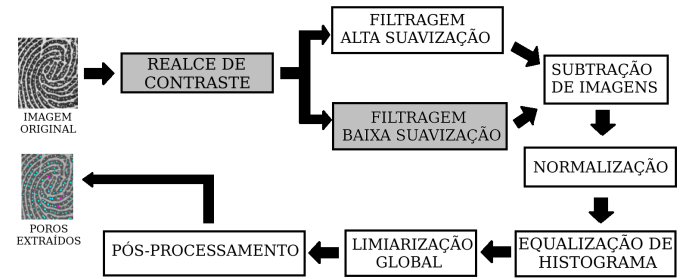 IMAGEM
ORIGINAL
REALCE DE
CONTRASTE
FILTRAGEM
ALTA SUAVIZAÇÃO
FILTRAGEM
BAIXA SUAVIZAÇÃO
SUBTRAÇÃO
DE IMAGENS
NORMALIZAÇÃO
EQUALIZAÇÃO DE
HISTOGRAMA
LIMIARIZAÇÃO
GLOBAL
PÓS-PROCESSAMENTO
POROS
EXTRAÍDOS